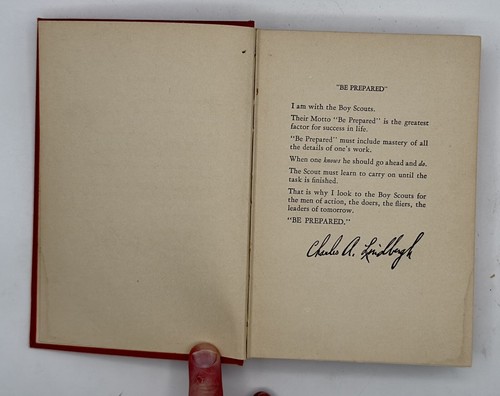 "BE PREPARED"
I am with the Boy Scouts.
Their Motto "Be Prepared" is the greatest
factor for success in life.
"Be Prepared" must include mastery of all
the details of one's work.
When one knows he should go ahead and do.
The Scout must learn to carry on until the
task is finished.
That is why I look to the Boy Scouts for
the men of action, the doers, the fliers, the
leaders of tomorrow.
"BE PREPARED."
Charles A. Lindbergh